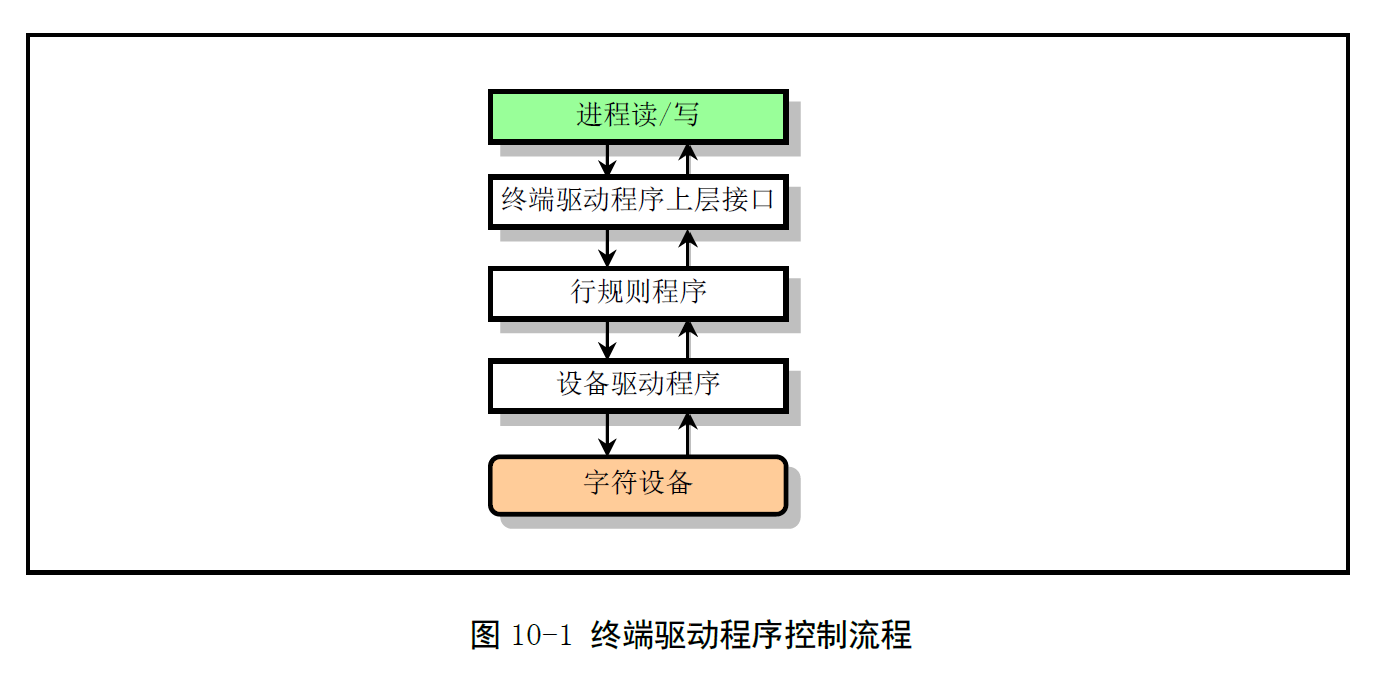 进程读/写
终端驱动程序上层接口
行规则程序
设备驱动程序
字符设备
图 10-1 终端驱动程序控制流程